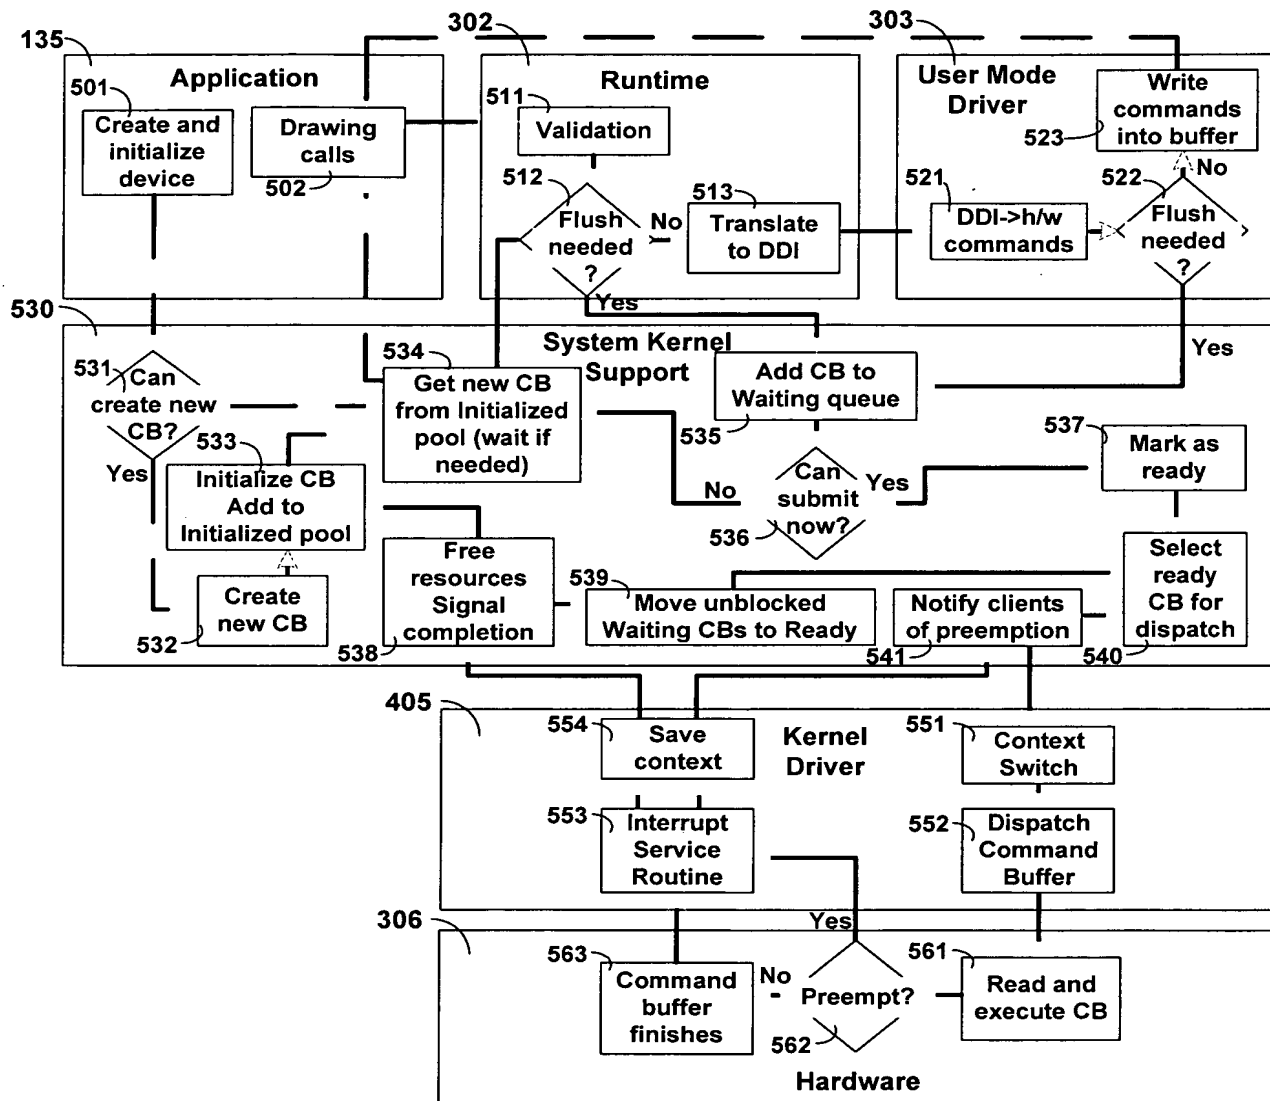 302
303
135
Application
Runtime
User Mode
Driver
501
Create and
initialize
device
Drawing
calls
502
511
Validation
512
Flush
needed
?
No
513
Translate
to DDI
Write
commands
into buffer
523
No
521
DDI->h/w
commands
522
Flush
needed
?
Yes
Yes
530
System Kernel
Support
531
Can
create new
CB?
Yes
533
Initialize CB
Add to
Initialized pool
Create
new CB
532
534
Get new CB
from Initialized
pool (wait if
needed)
Add CB to
Waiting queue
535
No
Can
submit
now?
Yes
536
537
Mark as
ready
Free
resources
Signal
completion
538
539
Move unblocked
Waiting CBs to Ready
Notify clients
of preemption
541
Select
ready
CB for
dispatch
540
405
554
Save
context
Kernel
Driver
551
Context
Switch
553
Interrupt
Service
Routine
552
Dispatch
Command
Buffer
306
Yes
563
Command
buffer
finishes
No
Preempt?
562
561
Read and
execute CB
Hardware